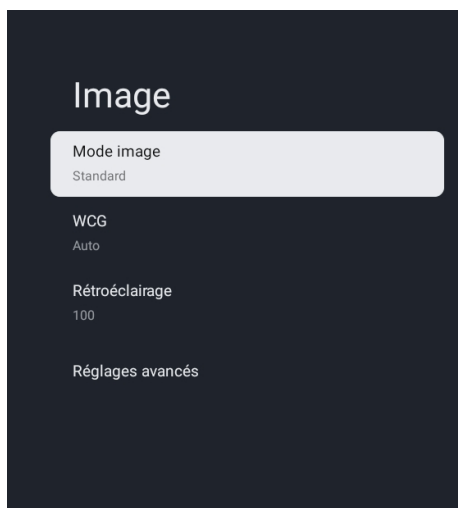 Image
Mode image
Standard
WCG
Auto
Rétroéclairage
100
Réglages avancés